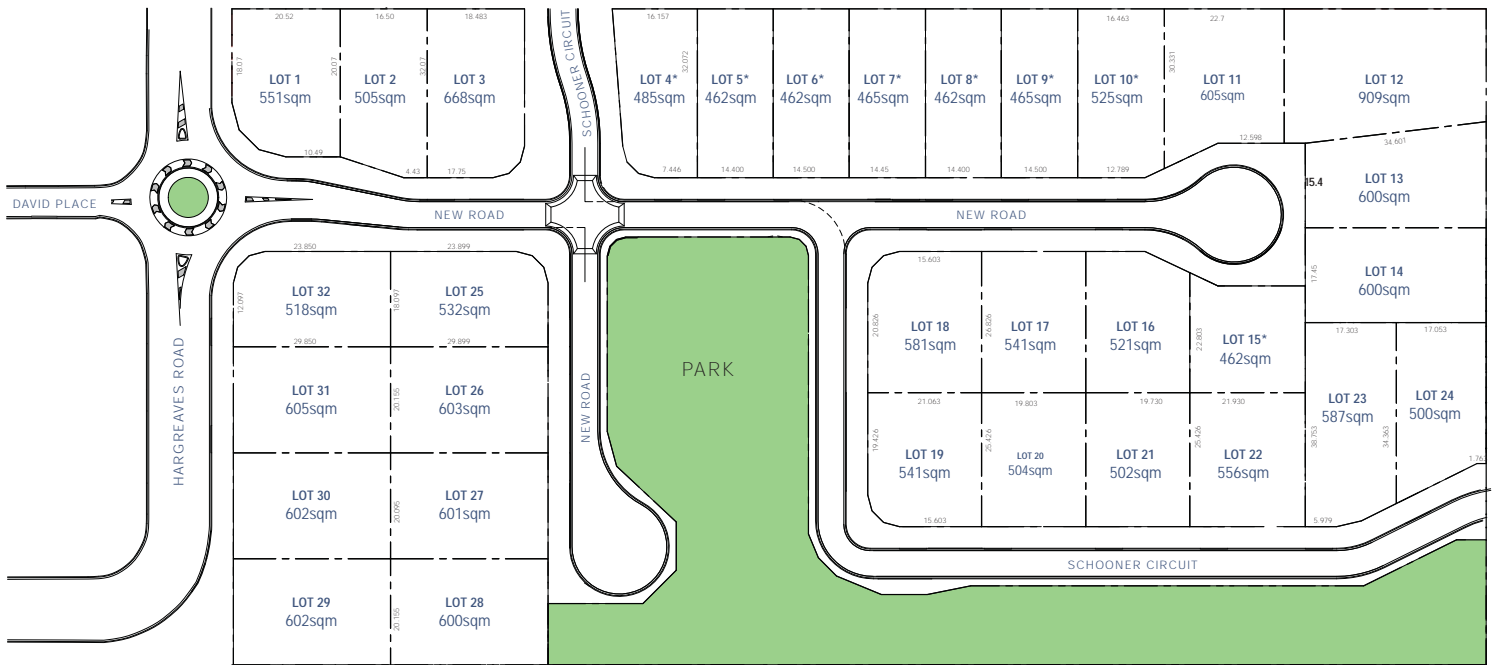 20.52
16.50
18.483
18.07
20.07
32.07
LOT 1
551sqm
LOT 2
505sqm
LOT 3
668sqm
10.49
4.43
17.75
SCHOONER CIRCUIT
16.157
32.072
LOT 4*
485sqm
LOT 5*
462sqm
LOT 6*
462sqm
LOT 7*
465sqm
LOT 8*
462sqm
LOT 9*
465sqm
16.463
LOT 10*
525sqm
22.7
30.331
LOT 11
605sqm
LOT 12
909sqm
7.446
14.400
14.500
14.45
14.400
14.500
12.789
12.598
34.601
15.4
LOT 13
600sqm
DAVID PLACE
NEW ROAD
NEW ROAD
HARGREAVES ROAD
23.850
23.899
12.097
LOT 32
518sqm
18.097
LOT 25
532sqm
29.850
29.899
LOT 31
605sqm
20.155
LOT 26
603sqm
LOT 30
602sqm
20.095
LOT 27
601sqm
LOT 29
602sqm
20.155
LOT 28
600sqm
NEW ROAD
PARK
15.603
20.826
LOT 18
581sqm
26.826
LOT 17
541sqm
LOT 16
521sqm
22.803
LOT 15*
462sqm
17.45
LOT 14
600sqm
17.303
17.053
21.063
19.803
19.730
21.930
19.426
LOT 19
541sqm
25.426
LOT 20
504sqm
LOT 21
502sqm
25.426
LOT 22
556sqm
38.753
LOT 23
587sqm
34.363
LOT 24
500sqm
15.603
5.979
SCHOONER CIRCUIT